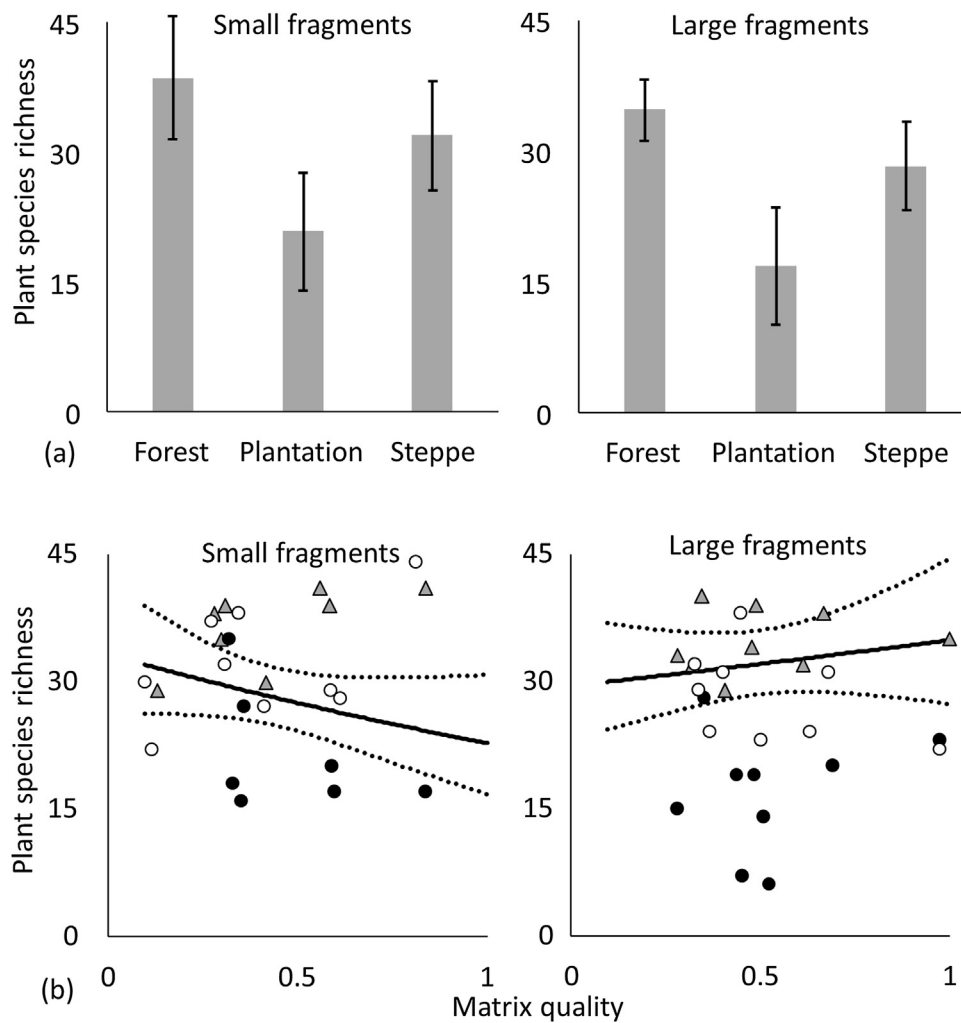 Small fragments
Large fragments
Plant species richness
45
30
15
0
45
30
15
0
(a)
Forest Plantation Steppe
Forest Plantation Steppe
Small fragments
Large fragments
Plant species richness
45
30
15
0
45
30
15
0
0 0.5 1
0 0.5 1
(b)
Matrix quality